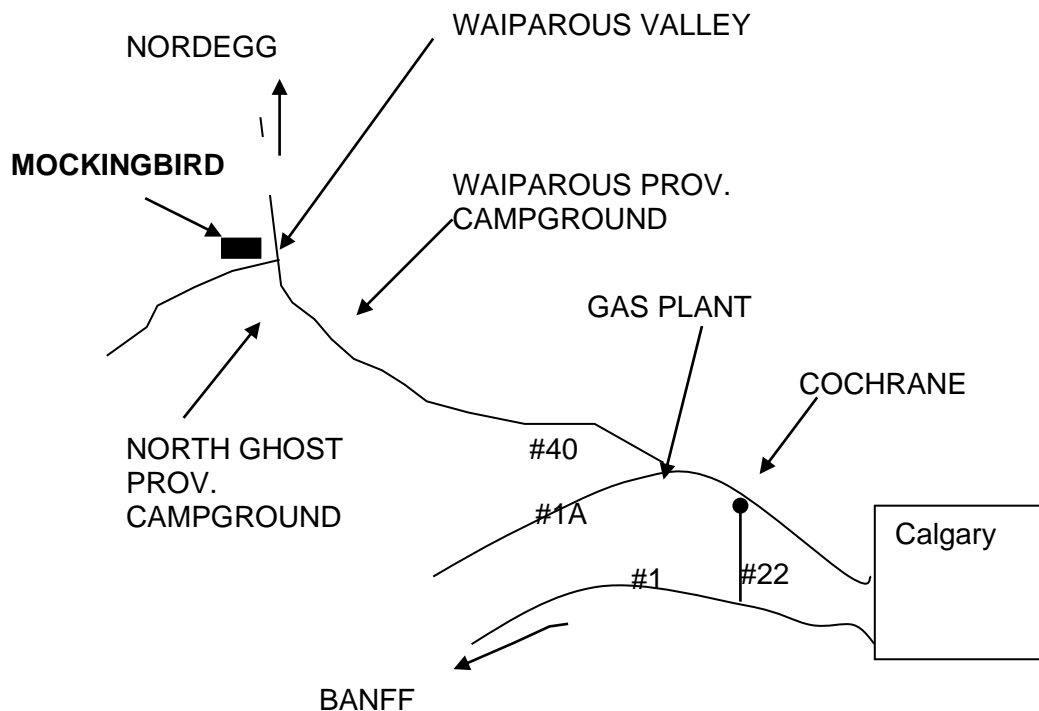 WAIPAROUS VALLEY
NORDEGG
MOCKINGBIRD
WAIPAROUS PROV.
CAMPGROUND
GAS PLANT
COCHRANE
NORTH GHOST
PROV.
CAMPGROUND
#40
#1A
Calgary
#1
#22
BANFF